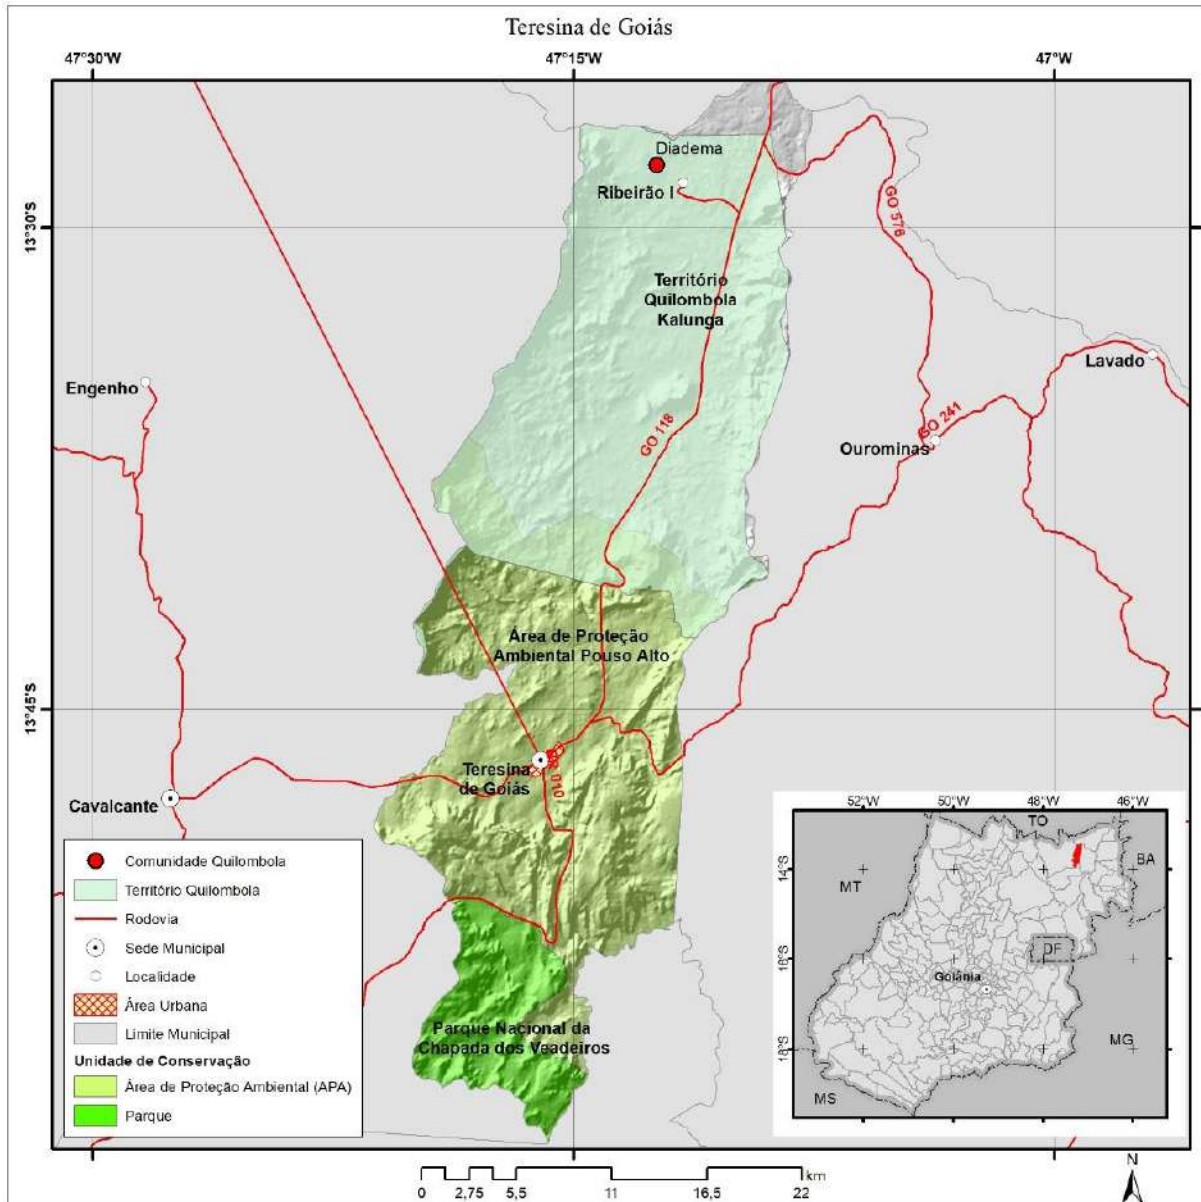 Teresina de Goiás
47°30'W
47°15'W
47°W
Diadema
Ribeirão I
13°30'S
GO 576
Território
Quilombola
Kalunga
Lavado
Engenho
GO 118
GO 241
Ourominas
Área de Proteção
Ambiental Pouso Alto
13°45'S
Teresina
de Goiás
010
Cavalcante
52°W
50°W
48°W
46°W
TO
BA
14°S
MT
DF
16°S
Goiânia
18°S
MG
MS
Comunidade Quilombola
Território Quilombola
Rodovia
Sede Municipal
Localidade
Área Urbana
Limite Municipal
Unidade de Conservação
Área de Proteção Ambiental (APA)
Parque
Parque Nacional da
Chapada dos Veadeiros
km
0
2,75
5,5
11
16,5
22
N